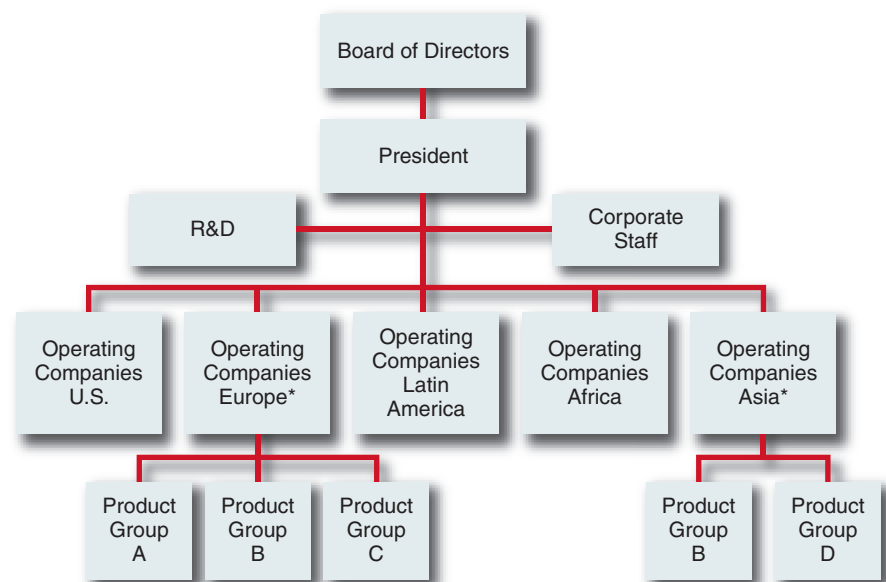 Board of Directors
President
R&D
Corporate
Staff
Operating
Companies
U.S.
Operating
Companies
Europe*
Operating
Companies
Latin
America
Operating
Companies
Africa
Operating
Companies
Asia*
Product
Group
A
Product
Group
B
Product
Group
C
Product
Group
B
Product
Group
D